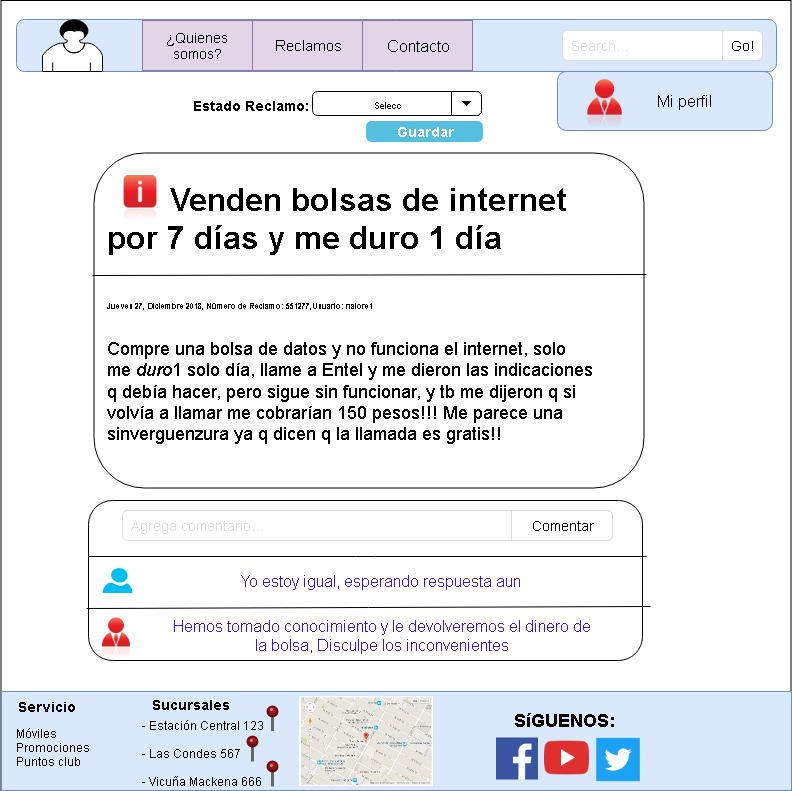 ¿Quienes
somos?
Reclamos
Contacto
Search...
Go!
Mi perfil
Estado Reclamo:
Selecc
Guardar
i Venden bolsas de internet
por 7 días y me duro 1 día
Jueves 27, Diciembre 2018, Número de Reclamo: 551277, Usuario:
Compre una bolsa de datos y no funciona el internet, solo
me duro1 solo día, llame a Entel y me dieron las indicaciones
q debía hacer, pero sigue sin funcionar, y tb me dijeron q si
volvía a llamar me cobrarían 150 pesos!!! Me parece una
sinverguenzura ya q dicen q la llamada es gratis!!
Agrega comentario...
Comentar
Yo estoy igual, esperando respuesta aun
Hemos tomado conocimiento y le devolveremos el dinero de
la bolsa, Disculpe los inconvenientes
Servicio
Móviles
Promociones
Puntos club
Sucursales
- Estación Central 123
- Las Condes 567
- Vicuña Mackena 666
SíGUENOS: